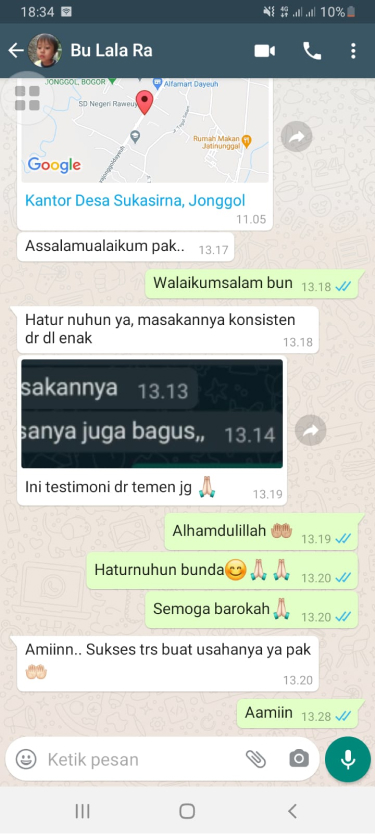 18:34
4G
10%
Bu Lala Ra
JONGGOL, BOGOR
Alfamart Dayeuh
SD Negeri Raweuy
Rumah Makan
Jatinunggal
Google
Kantor Desa Sukasirna, Jonggol
11.05
Assalamualaikum pak.. 13.17
Walaikumsalam bun 13.18
Hatur nuhun ya, masakannya konsisten
dr dl enak
13.18
sakannya 13.13
sanya juga bagus,, 13.14
Ini testimoni dr temen jg 🙏🏻
13.19
Alhamdulillah 🤲🏼 13.19
Haturnuhun bunda😊🙏🏻🙏🏻 13.20
Semoga barokah🙏🏻 13.20
Amiinn.. Sukses trs buat usahanya ya pak
🤲🏻
13.20
Aamiin 13.28
Ketik pesan